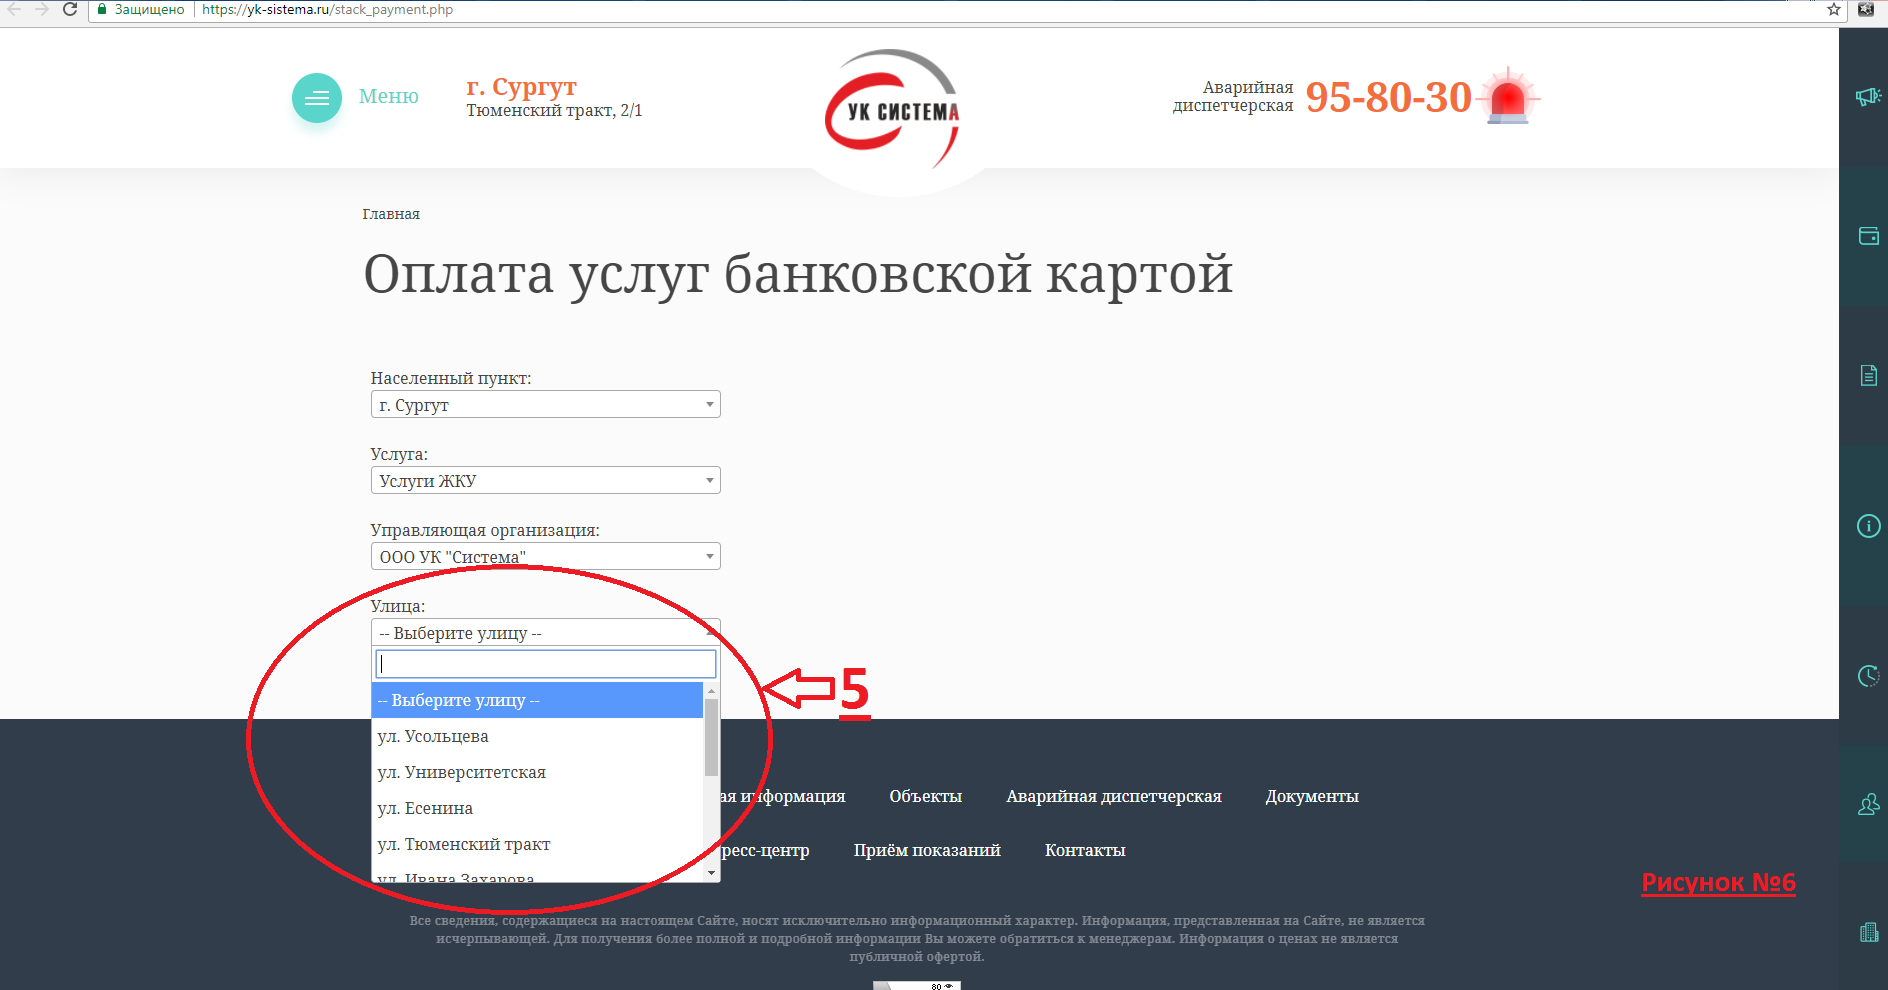 Защищено
https://yk-sistema.ru/stack_payment.php
Меню
г. Сургут
Тюменский тракт, 2/1
УК СИСТЕМА
Аварийная
диспетчерская
95-80-30
Главная
Оплата услуг банковской картой
Населенный пункт:
г. Сургут
Услуга:
Услуги ЖКУ
Управляющая организация:
ООО УК "Система"
Улица:
-- Выберите улицу --
5
-- Выберите улицу --
ул. Усольцева
ул. Университетская
ул. Есенина
ул. Тюменский тракт
ул. Ивана Захарова
ая информация Объекты Аварийная диспетчерская Документы
ресс-центр Приём показаний Контакты
Рисунок №6
Все сведения, содержащиеся на настоящем Сайте, носят исключительно информационный характер. Информация, представленная на Сайте, не является
исчерпывающей. Для получения более полной и подробной информации Вы можете обратиться к менеджерам. Информация о ценах не является
публичной офертой.
80